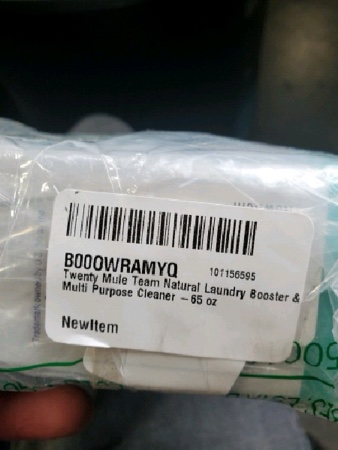 B000WRAMYQ
101156595
Twenty Mule Team Natural Laundry Booster &
Multi Purpose Cleaner – 65 oz
NewItem